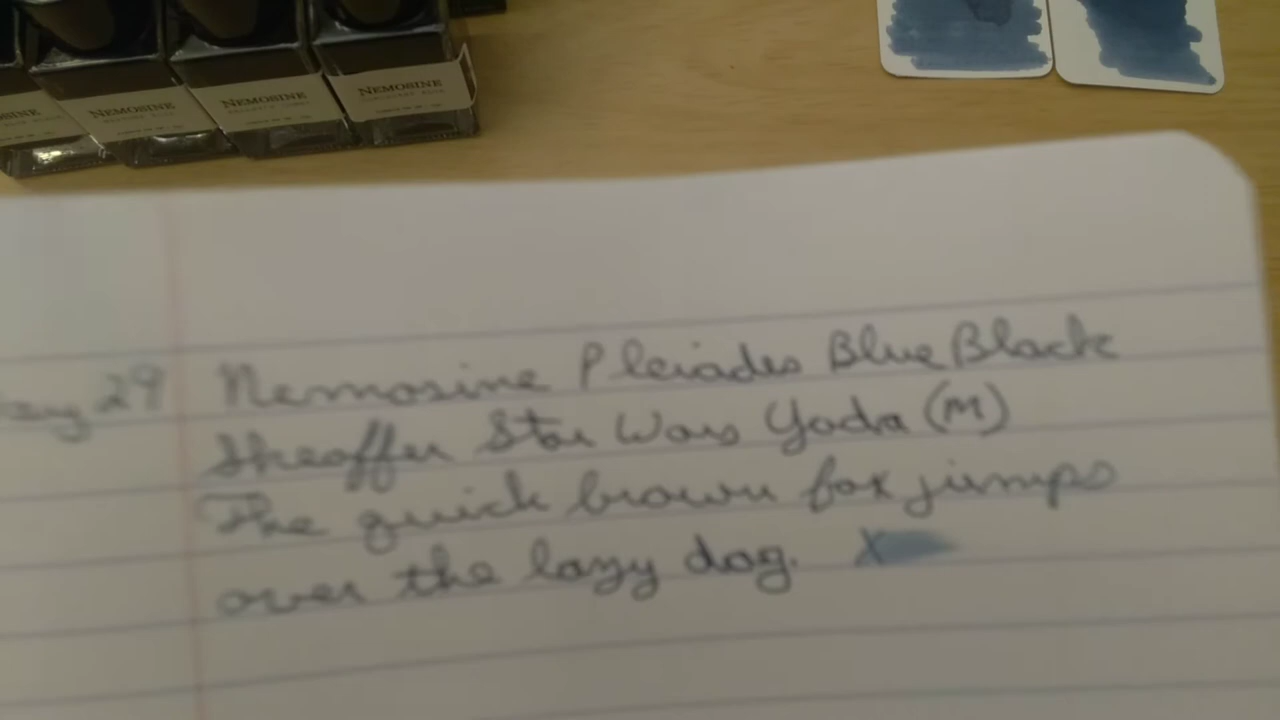 NEMOSINE
NEMOSINE
NEMOSINE
29 Nemosine Pleiades Blue Black
Sheaffer Star Wars Yoda (M)
The quick brown fox jumps
over the lazy dog. X